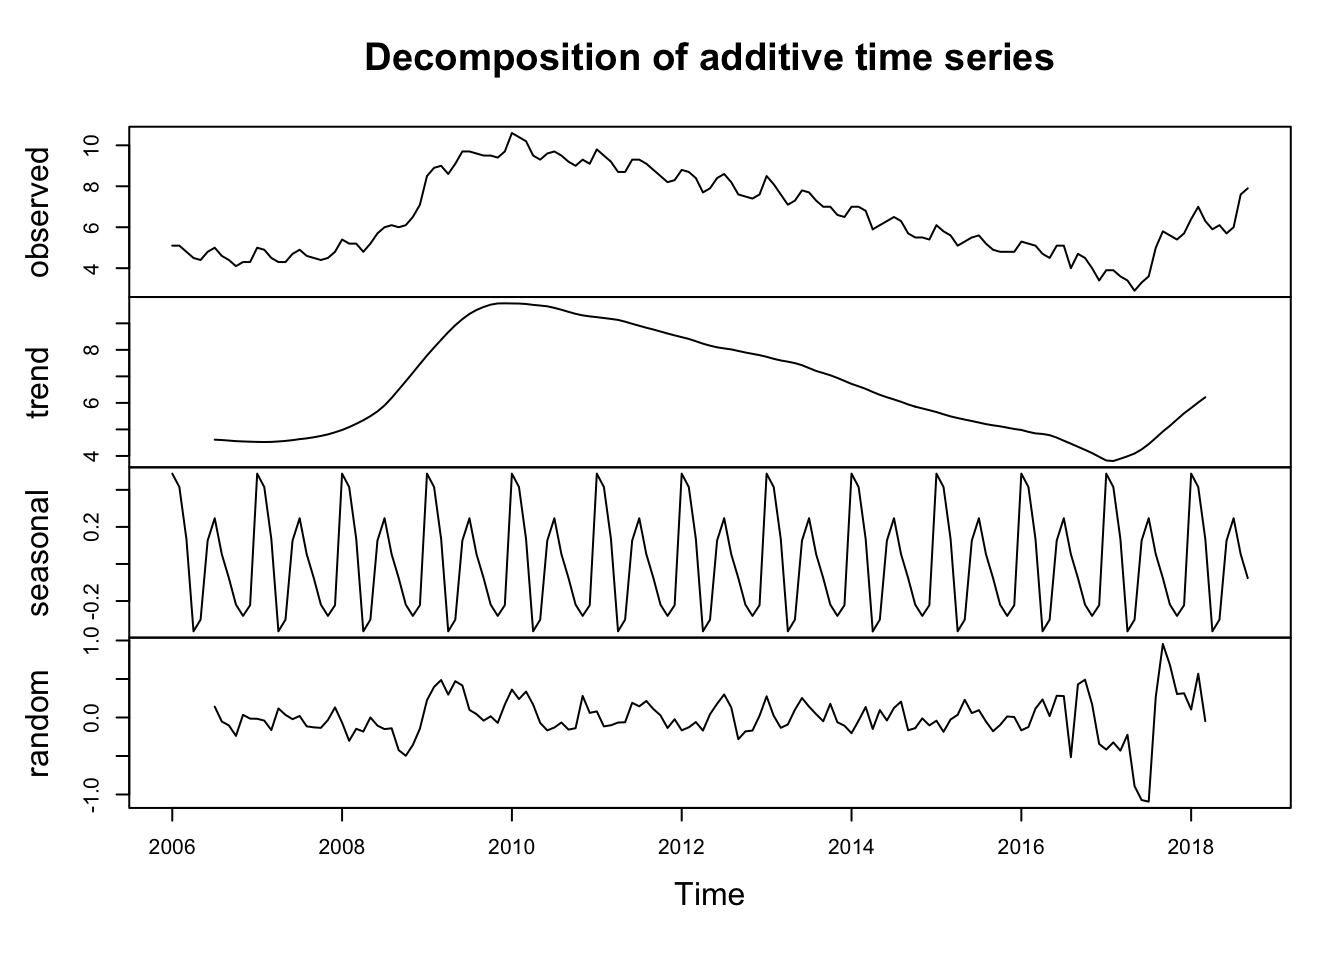 Decomposition of additive time series
observed
4 6 8 10
trend
4 6 8
seasonal
-0.2 0.2
random
-1.0 0.0 1.0
2006 2008 2010 2012 2014 2016 2018
Time